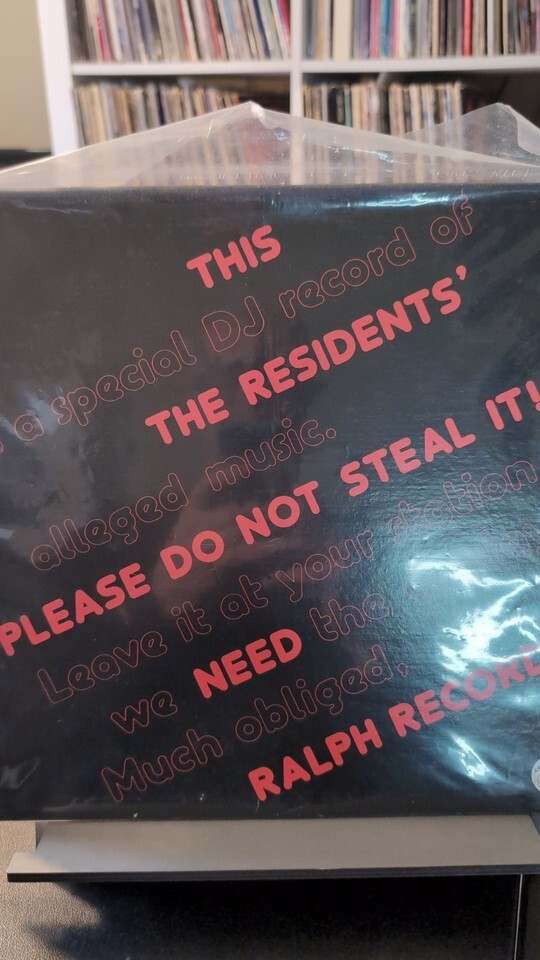 THIS
a special DJ record of
THE RESIDENTS'
alleged music.
PLEASE DO NOT STEAL IT!
Leave it at your station
we NEED the
Much obliged,
RALPH RECORD